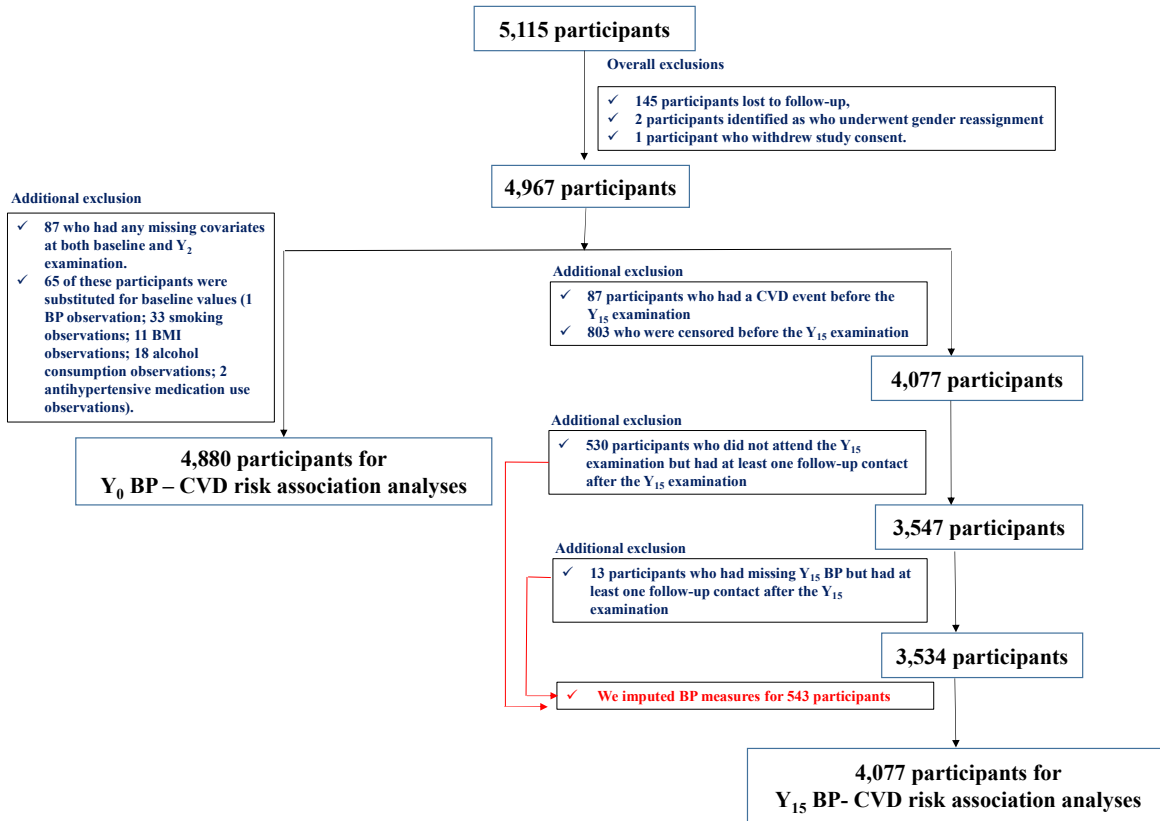 5,115 participants
Overall exclusions
✓ 145 participants lost to follow-up,
✓ 2 participants identified as who underwent gender reassignment
✓ 1 participant who withdrew study consent.
4,967 participants
Additional exclusion
✓ 87 who had any missing covariates
at both baseline and Y2
examination.
✓ 65 of these participants were
substituted for baseline values (1
BP observation; 33 smoking
observations; 11 BMI
observations; 18 alcohol
consumption observations; 2
antihypertensive medication use
observations).
4,880 participants for
Y0 BP – CVD risk association analyses
Additional exclusion
✓ 87 participants who had a CVD event before the
Y15 examination
✓ 803 who were censored before the Y15 examination
4,077 participants
Additional exclusion
✓ 530 participants who did not attend the Y15
examination but had at least one follow-up contact
after the Y15 examination
3,547 participants
Additional exclusion
✓ 13 participants who had missing Y15 BP but had at
least one follow-up contact after the Y15
examination
3,534 participants
✓ We imputed BP measures for 543 participants
4,077 participants for
Y15 BP- CVD risk association analyses